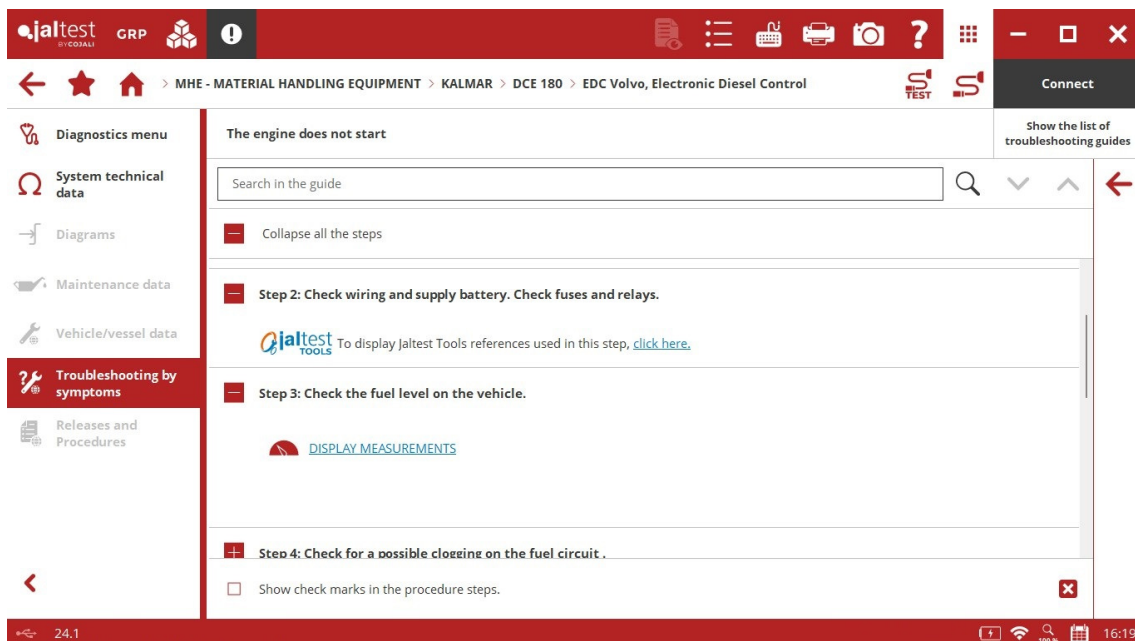 jaltest GRP
BY COJALI
> MHE - MATERIAL HANDLING EQUIPMENT > KALMAR > DCE 180 > EDC Volvo, Electronic Diesel Control
TEST
Connect
Diagnostics menu
The engine does not start
Show the list of
troubleshooting guides
System technical
data
Search in the guide
Diagrams
Collapse all the steps
Maintenance data
Step 2: Check wiring and supply battery. Check fuses and relays.
Vehicle/vessel data
jaltest
TOOLS
To display Jaltest Tools references used in this step, click here.
Troubleshooting by
symptoms
Step 3: Check the fuel level on the vehicle.
Releases and
Procedures
DISPLAY MEASUREMENTS
Step 4: Check for a possible clogging on the fuel circuit .
Show check marks in the procedure steps.
24.1
100 %
16:19